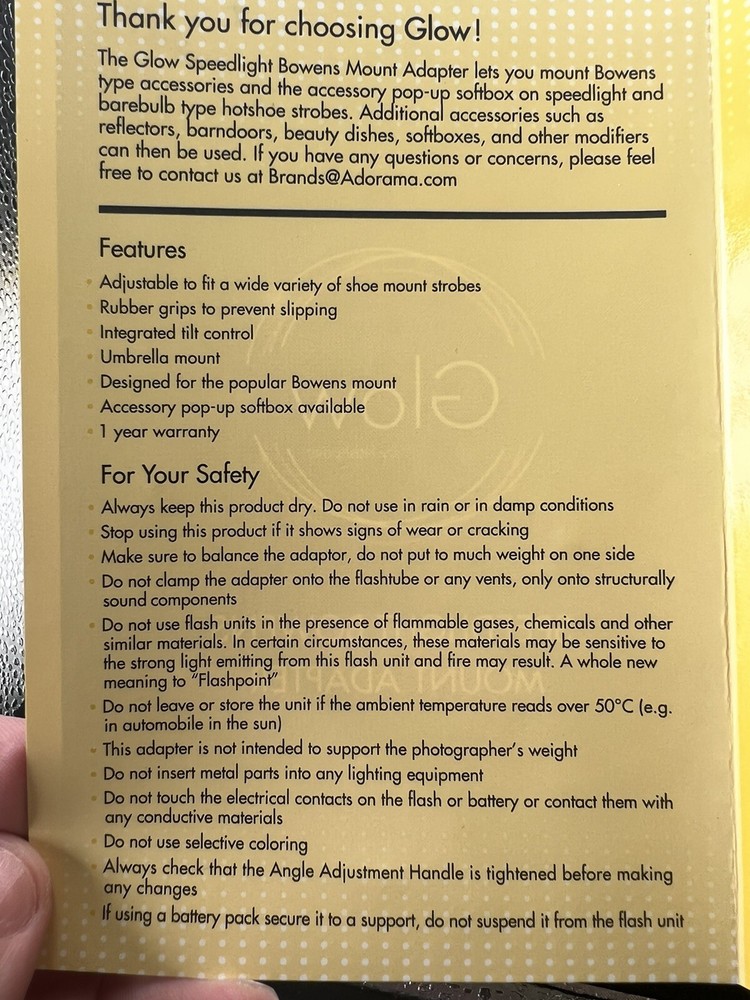 Thank you for choosing Glow!
The Glow Speedlight Bowens Mount Adapter lets you mount Bowens
type accessories and the accessory pop-up softbox on speedlight and
barebulb type hotshoe strobes. Additional accessories such as
reflectors, barndoors, beauty dishes, softboxes, and other modifiers
can then be used. If you have any questions or concerns, please feel
free to contact us at Brands@Adorama.com
Features
• Adjustable to fit a wide variety of shoe mount strobes
• Rubber grips to prevent slipping
• Integrated tilt control
• Umbrella mount
• Designed for the popular Bowens mount
• Accessory pop-up softbox available
• 1 year warranty
Glow
For Your Safety
• Always keep this product dry. Do not use in rain or in damp conditions
• Stop using this product if it shows signs of wear or cracking
• Make sure to balance the adaptor, do not put to much weight on one side
• Do not clamp the adapter onto the flashtube or any vents, only onto structurally
sound components
• Do not use flash units in the presence of flammable gases, chemicals and other
similar materials. In certain circumstances, these materials may be sensitive to
the strong light emitting from this flash unit and fire may result. A whole new
meaning to "Flashpoint"
MOUNT ADAPTE
• Do not leave or store the unit if the ambient temperature reads over 50°C (e.g.
in automobile in the sun)
• This adapter is not intended to support the photographer's weight
• Do not insert metal parts into any lighting equipment
• Do not touch the electrical contacts on the flash or battery or contact them with
any conductive materials
• Do not use selective coloring
• Always check that the Angle Adjustment Handle is tightened before making
any changes
• If using a battery pack secure it to a support, do not suspend it from the flash unit